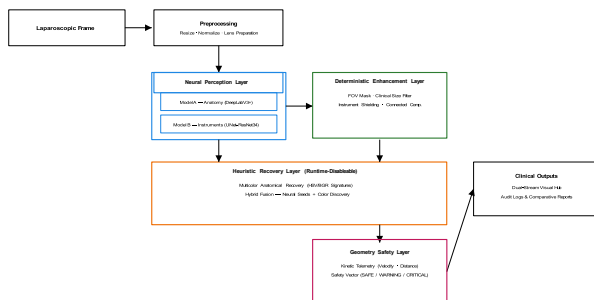 Laparoscopic Frame
Preprocessing
Resize • Normalize · Lens Preparation
Neural Perception Layer
Model A — Anatomy (DeepLabV3+)
Model B — Instruments (UNet–ResNet34)
Deterministic Enhancement Layer
FOV Mask · Clinical Size Filter
Instrument Shielding • Connected Comp.
Heuristic Recovery Layer (Runtime-Disableable)
Multicolor Anatomical Recovery (HSV/BGR Signatures)
Hybrid Fusion — Neural Seeds + Color Discovery
Clinical Outputs
Dual-Stream Visual Hub
Audit Logs & Comparative Reports
Geometry Safety Layer
Kinetic Telemetry (Velocity • Distance)
Safety Vector (SAFE / WARNING / CRITICAL)